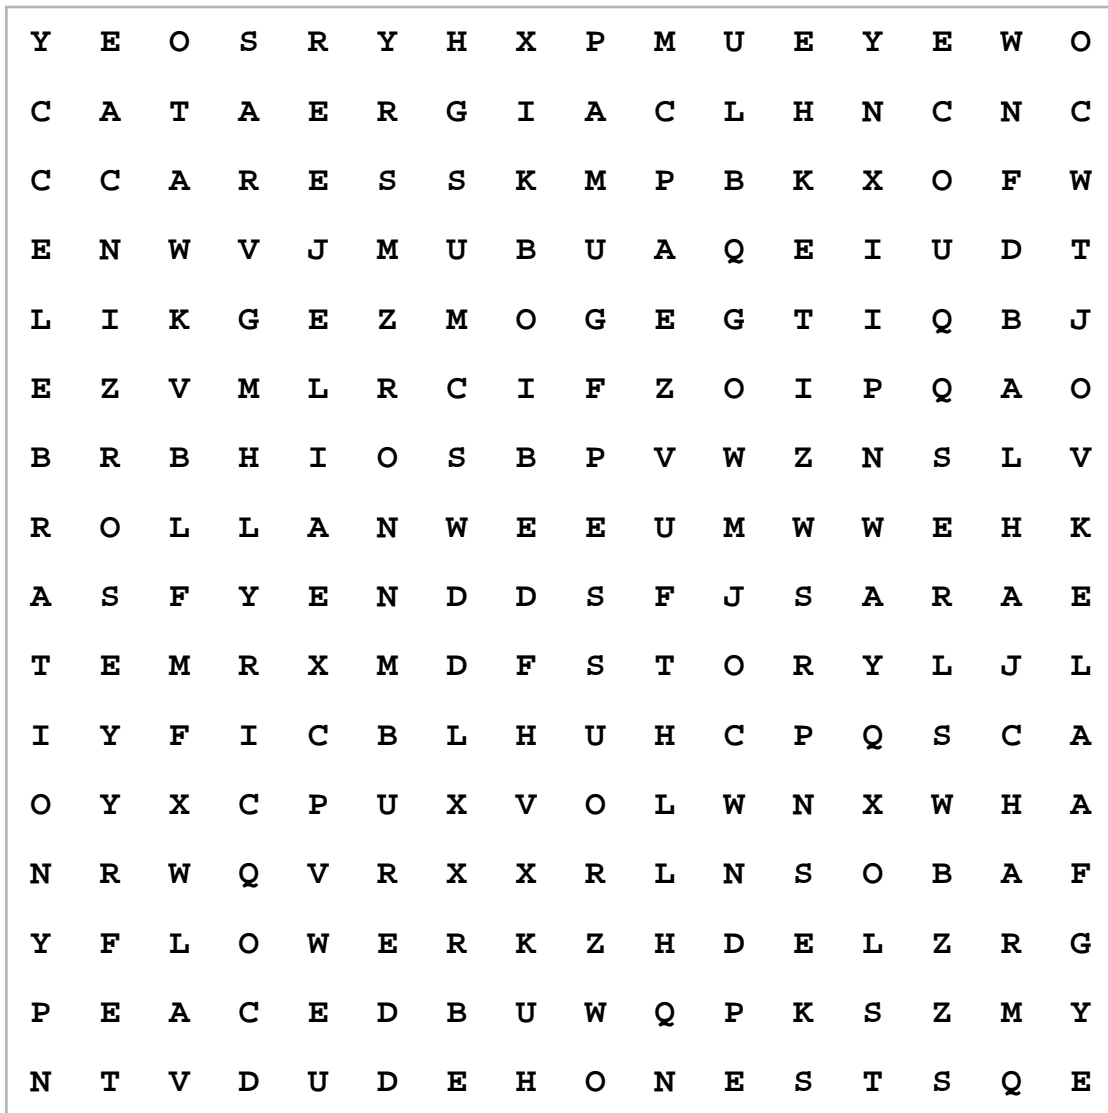 Y E O S R Y H X P M U E Y E W O
C A T A E R G I A C L H N C N C
C C A R E S S K M P B K X O F W
E N W V J M U B U A Q E I U D T
L I K G E Z M O G E G T I Q B J
E Z V M L R C I F Z O I P Q A O
B R B H I O S B P V W Z N S L V
R O L L A N W E E U M W W E H K
A S F Y E N D D S F J S A R A E
T E M R X M D F S T O R Y L J L
I Y F I C B L H U H C P Q S C A
O Y X C P U X V O L W N X W H A
N R W Q V R X X R L N S O B A F
Y F L O W E R K Z H D E L Z R G
P E A C E D B U W Q P K S Z M Y
N T V D U D E H O N E S T S Q E